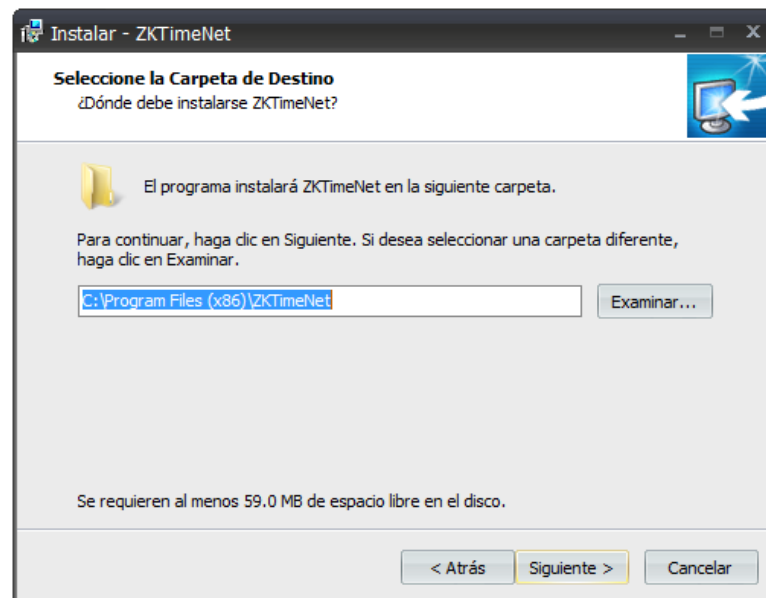 Instalar - ZKTimeNet
Seleccione la Carpeta de Destino
¿Dónde debe instalarse ZKTimeNet?
El programa instalará ZKTimeNet en la siguiente carpeta.
Para continuar, haga clic en Siguiente. Si desea seleccionar una carpeta diferente,
haga clic en Examinar.
C:\Program Files (x86)\ZKTimeNet
Examinar...
Se requieren al menos 59.0 MB de espacio libre en el disco.
< Atrás
Siguiente >
Cancelar